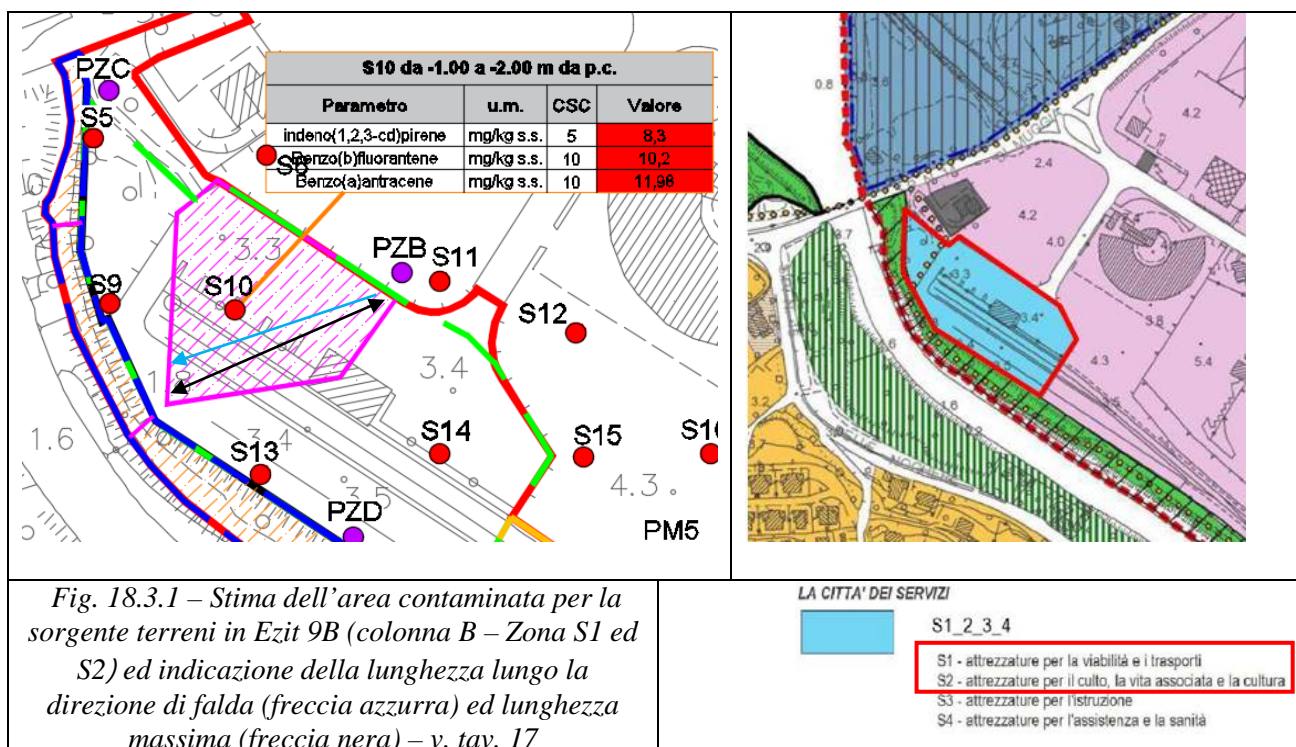 S10 da -1.00 a -2.00 m da p.c.
Parametro u.m. CSC Valore
indeno(1,2,3-cd)pirene mg/kg s.s. 5 8,3
Benzo(b)fluorantene mg/kg s.s. 10 10,2
Benzo(a)antracene mg/kg s.s. 10 11,98
PZC
S5
S6
3.3
PZB
S11
S9
S10
S12
3.4
1.6
S13
3.4
S14
S15
4.3
3.5
PZD
PM5
0.8
4.2
2.4
4.2
4.0
3.3
3.4
3.8
4.3
5.4
3.2
Fig. 18.3.1 – Stima dell'area contaminata per la
sorgente terreni in Ezit 9B (colonna B – Zona S1 ed
S2) ed indicazione della lunghezza lungo la
direzione di falda (freccia azzurra) ed lunghezza
massima (freccia nera) – v. tav. 17
LA CITTA' DEI SERVIZI
S1_2_3_4
S1 - attrezzature per la viabilità e i trasporti
S2 - attrezzature per il culto, la vita associata e la cultura
S3 - attrezzature per l'istruzione
S4 - attrezzature per l'assistenza e la sanità